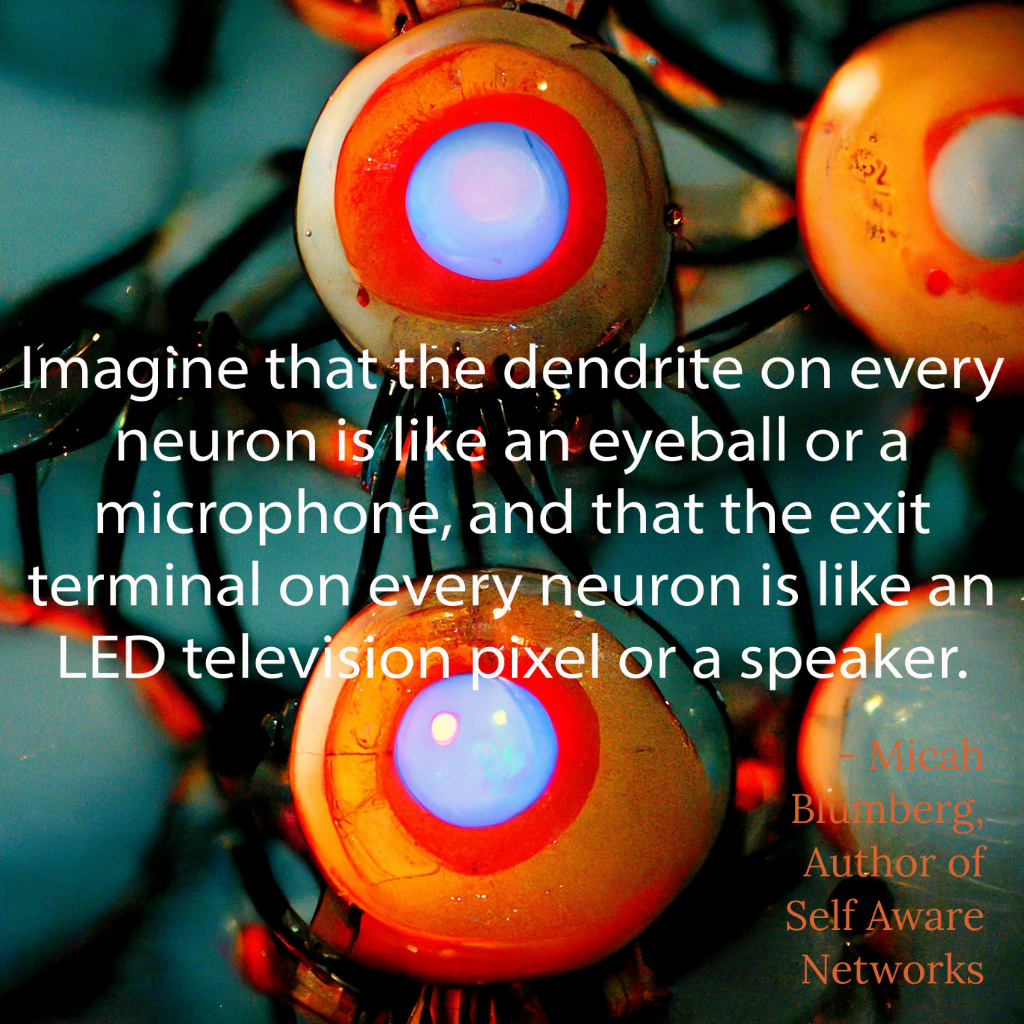 Imagine that the dendrite on every
neuron is like an eyeball or a
microphone, and that the exit
terminal on every neuron is like an
LED television pixel or a speaker.
- Micah
Blumberg,
Author of
Self Aware
Networks